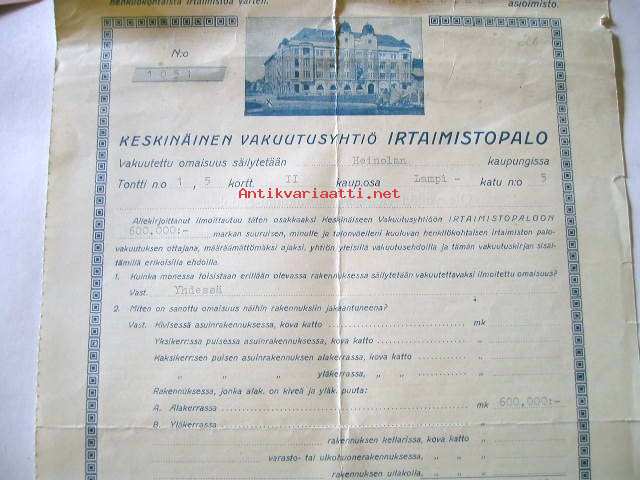 henkilökohtaista irtaimistoa varten.
asioimisto.
N:o
1051
KESKINÄINEN VAKUUTUSYHTIÖ IRTAIMISTOPALO
Vakuutettu omaisuus säilytetään Heinolan kaupungissa
Tontti n:o 1, 5 kortt. II kaup:osa Lampi - katu n:o 5
Antikvariaatti.net
Allekirjoittanut ilmoittautuu täten osakkaaksi Keskinäiseen Vakuutusyhtiöön IRTAIMISTOPALOON
600,000:- markan suuruisen, minulle ja talonväelleni kuuluvan henkilökohtaisen irtaimiston palo-
vakuutuksen ottajana, määräämättömäksi ajaksi, yhtiön yleisillä vakuutusehdoilla ja tämän vakuutuskirjan sisäl-
tämillä erikoisilla ehdoilla.
1. Kuinka monessa toisistaan erillään olevassa rakennuksessa säilytetään vakuutettavaksi ilmoitettu omaisuus?
Vast. Yhdessä
2. Miten on sanottu omaisuus näihin rakennuksiin jakaantuneena?
Vast. Kivisessä asuinrakennuksessa, kova katto mk
Yksikerr:ssa puisessa asuinrakennuksessa, kova katto „
Kaksikerr:sen puisen asuinrakennuksen alakerrassa, kova katto „
„ „ „ yläkerrassa, „ „ „
Rakennuksessa, jonka alak. on kiveä ja yläk. puuta:
A. Alakerrassa mk 600,000:-
B. Yläkerrassa „
rakennuksen kellarissa, kova katto „
varasto- tai ulkohuonerakennuksessa, „ „ „
rakennuksen ullakolla, „ „ „